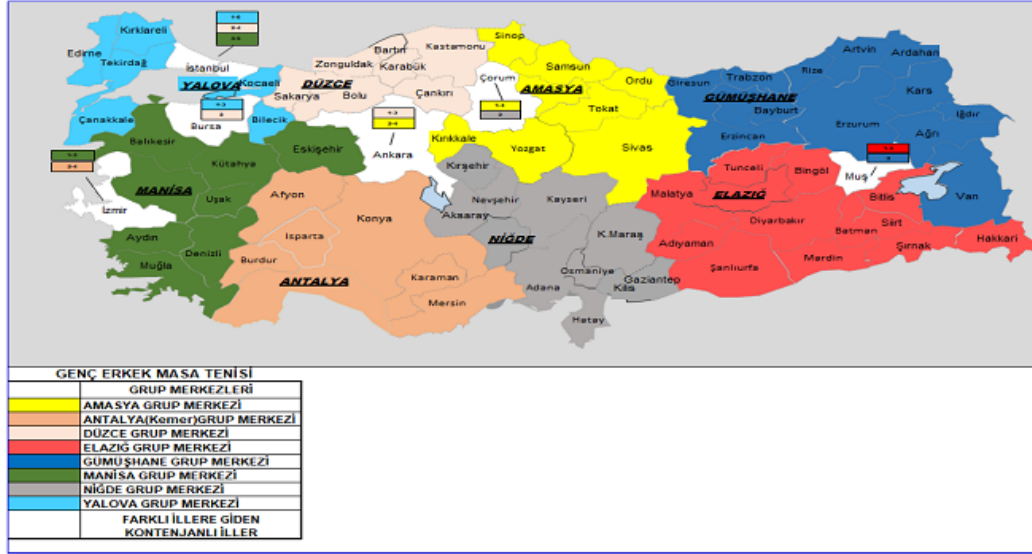 Kırklareli
Edirne
Tekirdağ
İstanbul
YALOVA
Kocaeli
Çanakkale
Bursa
Bilecik
Sakarya
DÜZCE
Bolu
Zonguldak
Bartın
Karabük
Kastamonu
Çankırı
Sinop
Samsun
Çorum
AMASYA
Ordu
Tokat
Sivas
Yozgat
Kırıkkale
Ankara
Eskişehir
Giresun
Trabzon
Rize
Artvin
Ardahan
GÜMÜŞHANE
Bayburt
Kars
Iğdır
Erzincan
Erzurum
Ağrı
Van
Muş
Balıkesir
Kütahya
MANİSA
Uşak
İzmir
Aydın
Denizli
Muğla
Afyon
Konya
Isparta
Burdur
ANTALYA
Karaman
Mersin
Kırşehir
Nevşehir
Kayseri
Aksaray
NİĞDE
K.Maraş
Osmaniye
Gaziantep
Adana
Kilis
Hatay
Tunceli
Bingöl
Malatya
ELAZIĞ
Bitlis
Diyarbakır
Batman
Siirt
Adıyaman
Şanlıurfa
Mardin
Şırnak
Hakkari
GENÇ ERKEK MASA TENİSİ
GRUP MERKEZLERİ
AMASYA GRUP MERKEZİ
ANTALYA(Kemer)GRUP MERKEZİ
DÜZCE GRUP MERKEZİ
ELAZIĞ GRUP MERKEZİ
GÜMÜŞHANE GRUP MERKEZİ
MANİSA GRUP MERKEZİ
NİĞDE GRUP MERKEZİ
YALOVA GRUP MERKEZİ
FARKLI İLLERE GİDEN
KONTENJANLI İLLER